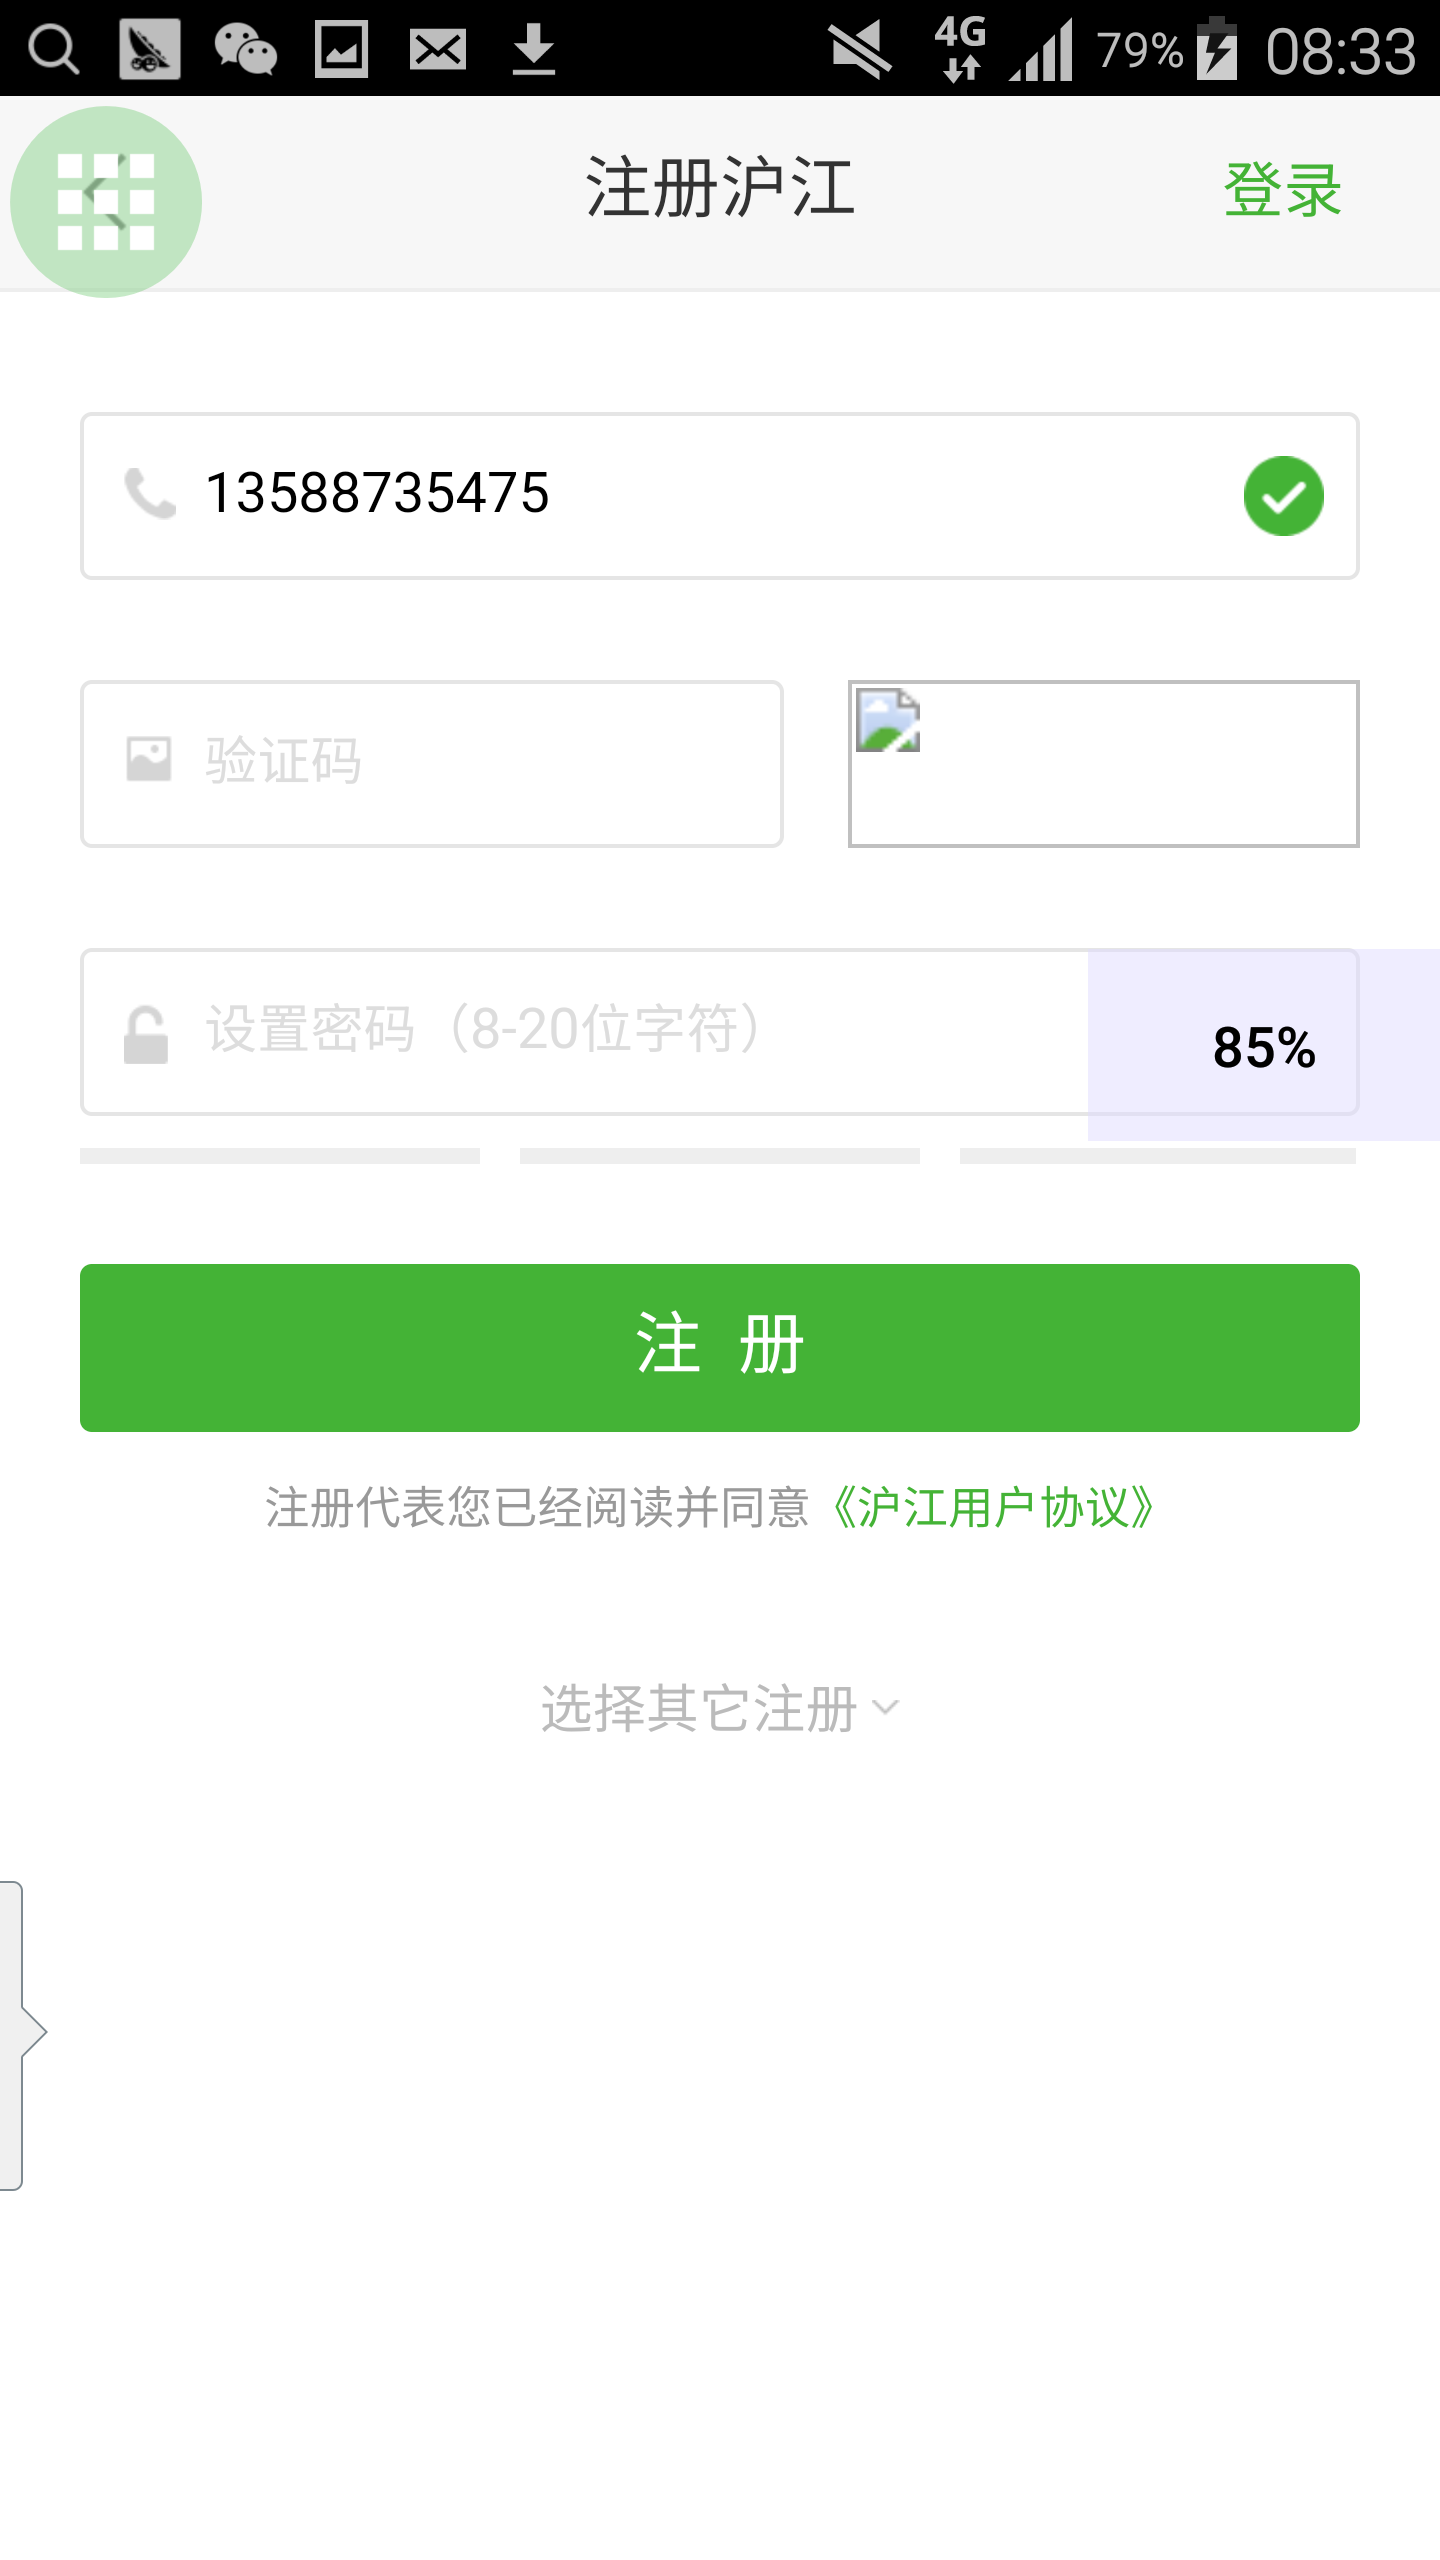 4G 79% 08:33
注册沪江 登录
13588735475
验证码
设置密码（8-20位字符）
85%
注 册
注册代表您已经阅读并同意《沪江用户协议》
选择其它注册